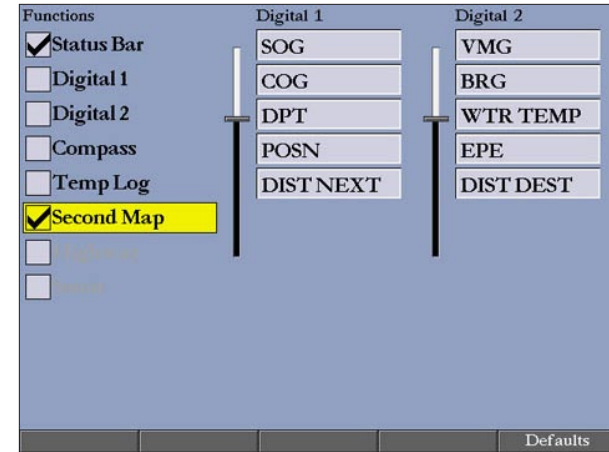 Functions
Status Bar
Digital 1
Digital 2
Compass
Temp Log
Second Map
Digital 1
SOG
COG
DPT
POSN
DIST NEXT
Digital 2
VMG
BRG
WTR TEMP
EPE
DIST DEST
Defaults